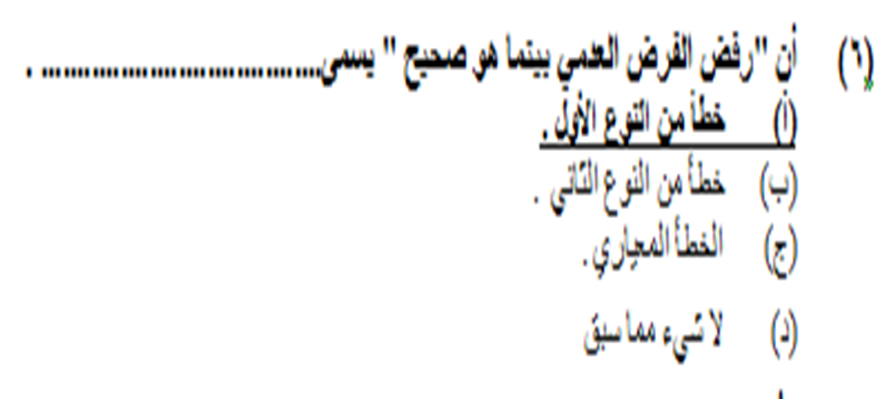 (٦) أن "رفض الفرض العدمي بينما هو صحيح " يسمى.................................... .
(أ) خطأ من النوع الأول .
(ب) خطأ من النوع الثاني .
(ج) الخطأ المعياري .
(د) لا شيء مما سبق